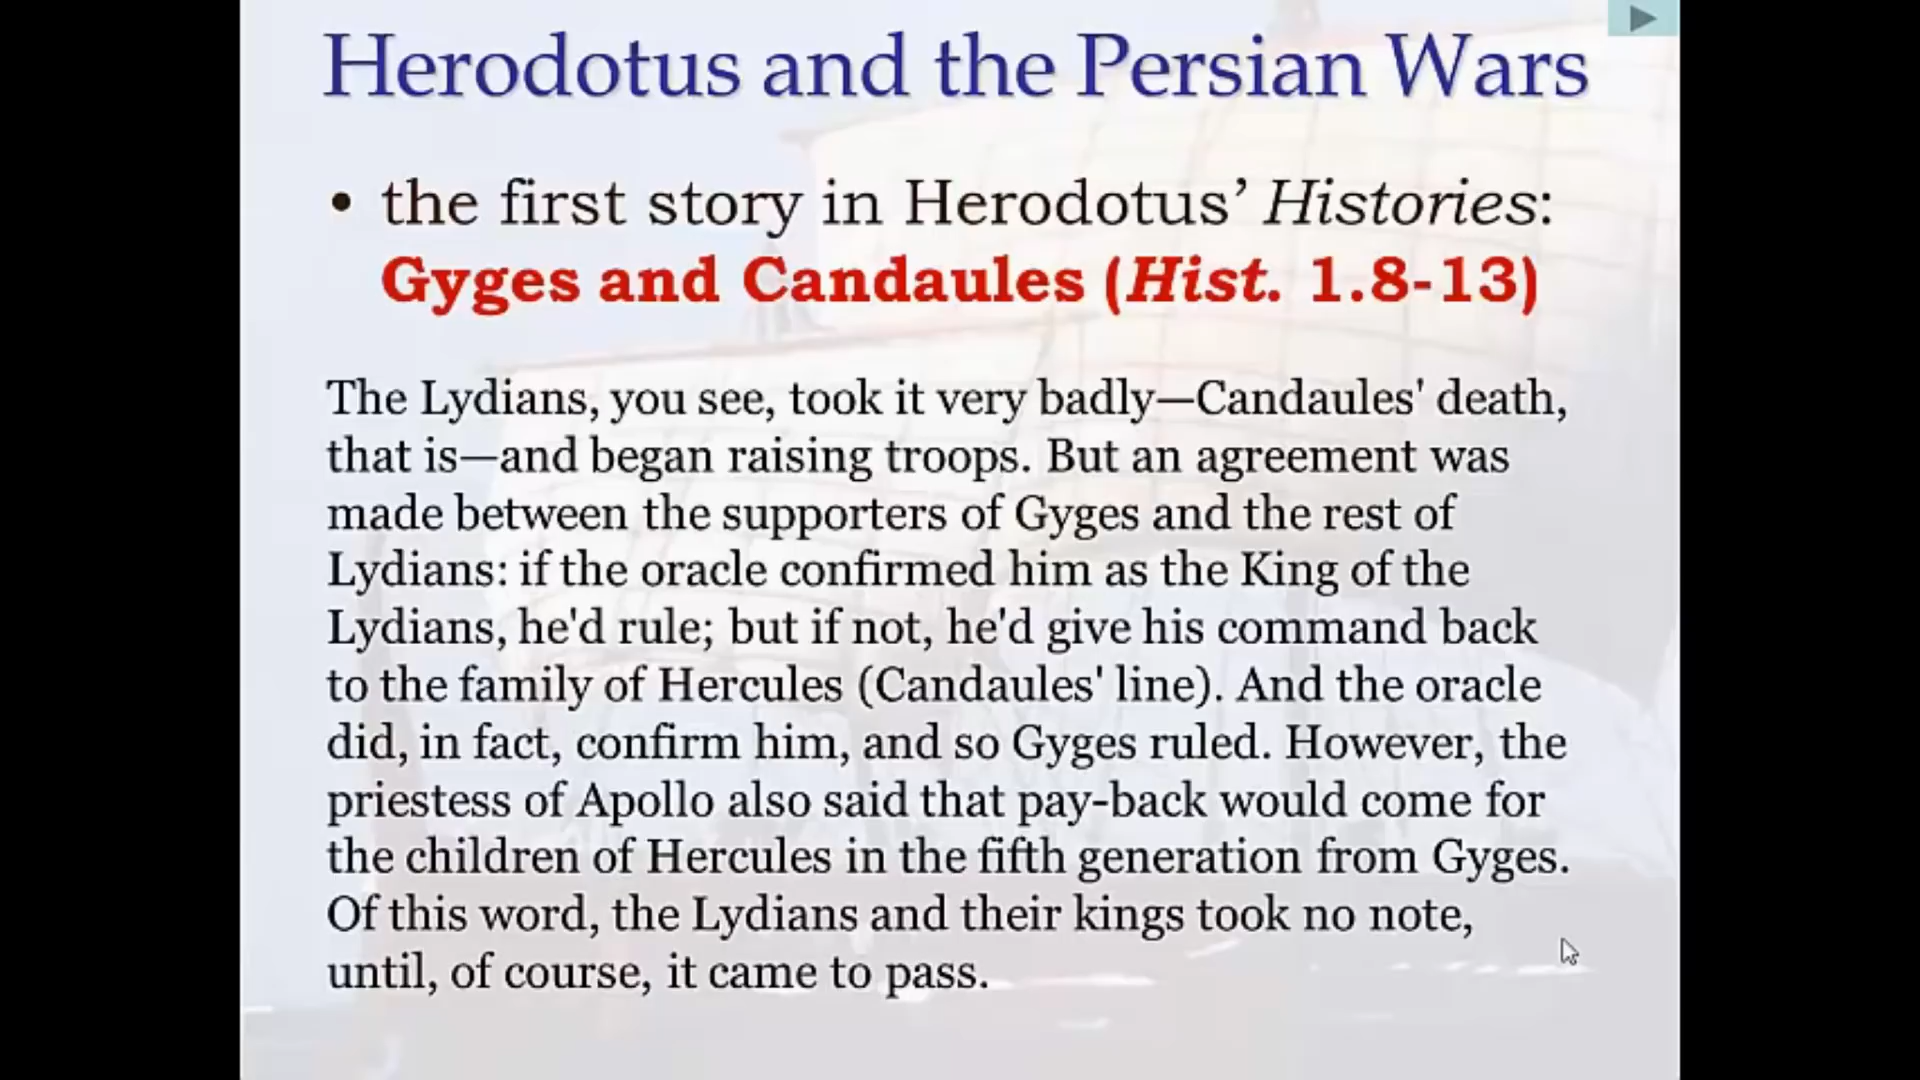 Herodotus and the Persian Wars
• the first story in Herodotus’ Histories:
Gyges and Candaules (Hist. 1.8-13)
The Lydians, you see, took it very badly—Candaules' death,
that is—and began raising troops. But an agreement was
made between the supporters of Gyges and the rest of
Lydians: if the oracle confirmed him as the King of the
Lydians, he'd rule; but if not, he'd give his command back
to the family of Hercules (Candaules' line). And the oracle
did, in fact, confirm him, and so Gyges ruled. However, the
priestess of Apollo also said that pay-back would come for
the children of Hercules in the fifth generation from Gyges.
Of this word, the Lydians and their kings took no note,
until, of course, it came to pass.